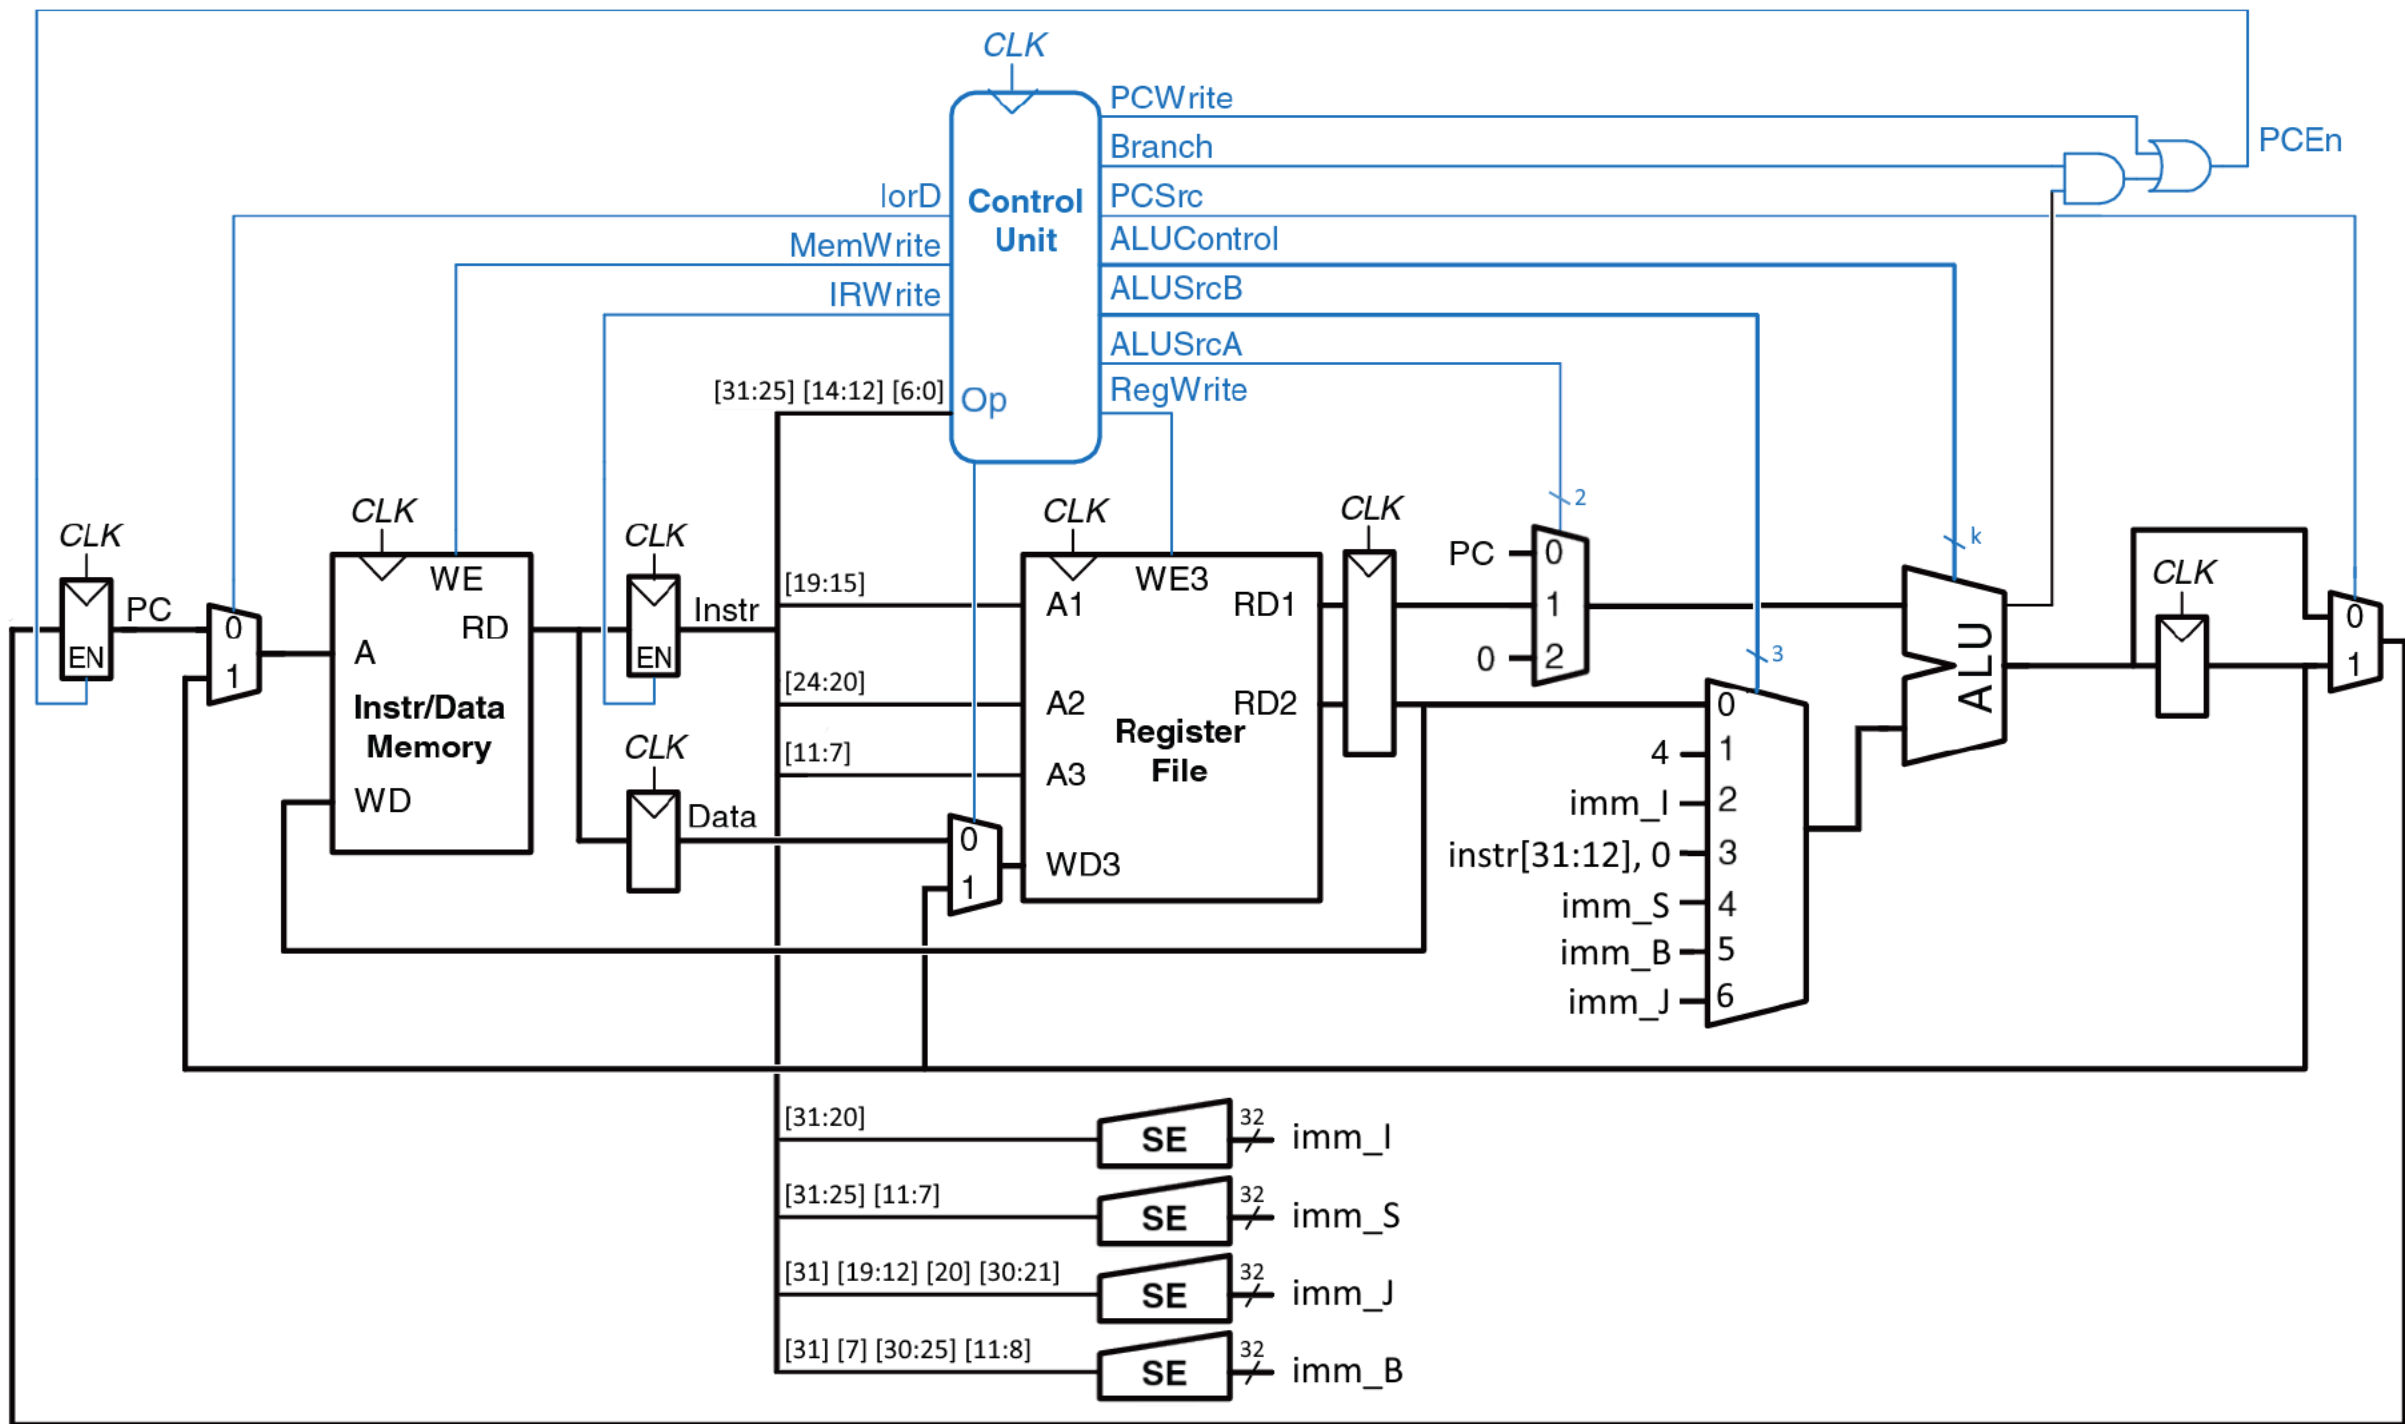 CLK
PCWrite
Branch
PCEn
IorD
Control
Unit
PCSrc
MemWrite
ALUControl
IRWrite
ALUSrcB
ALUSrcA
[31:25] [14:12] [6:0]
Op
RegWrite
CLK
CLK
CLK
CLK
CLK
2
k
CLK
PC
EN
0
1
WE
RD
A
Instr/Data
Memory
WD
Instr
EN
CLK
Data
[19:15]
[24:20]
[11:7]
0
1
A1
WE3
RD1
A2
RD2
Register
File
A3
WD3
PC
0
1
0
2
3
0
4
1
imm_I
2
instr[31:12], 0
3
imm_S
4
imm_B
5
imm_J
6
ALU
0
1
[31:20]
SE
32
imm_I
[31:25] [11:7]
SE
32
imm_S
[31] [19:12] [20] [30:21]
SE
32
imm_J
[31] [7] [30:25] [11:8]
SE
32
imm_B